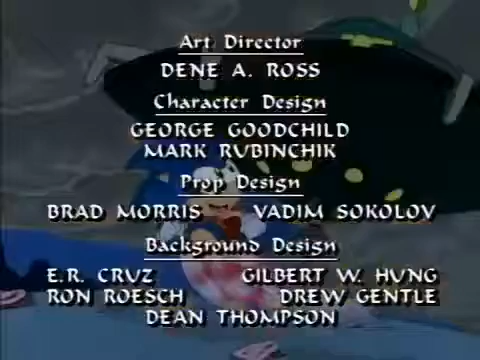 Art Director
DENE A. ROSS
Character Design
GEORGE GOODCHILD
MARK RUBINCHIK
Prop Design
BRAD MORRIS VADIM SOKOLOV
Background Design
E.R. CRUZ GILBERT W. HUNG
RON ROESCH DREW GENTLE
DEAN THOMPSON